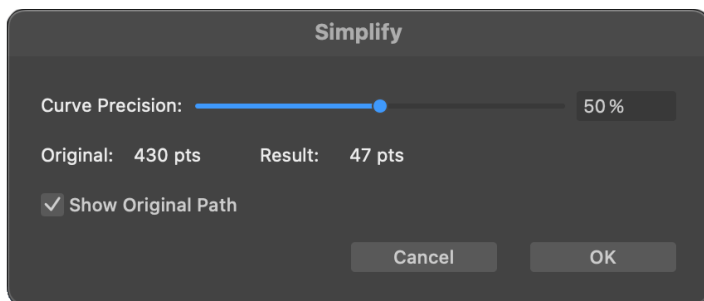 Simplify
Curve Precision: 50 %
Original: 430 pts Result: 47 pts
Show Original Path
Cancel OK